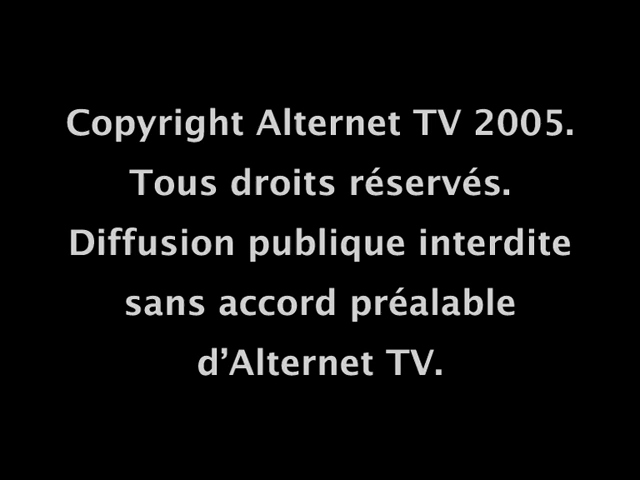 Copyright Alternet TV 2005.
Tous droits réservés.
Diffusion publique interdite
sans accord préalable
d’Alternet TV.